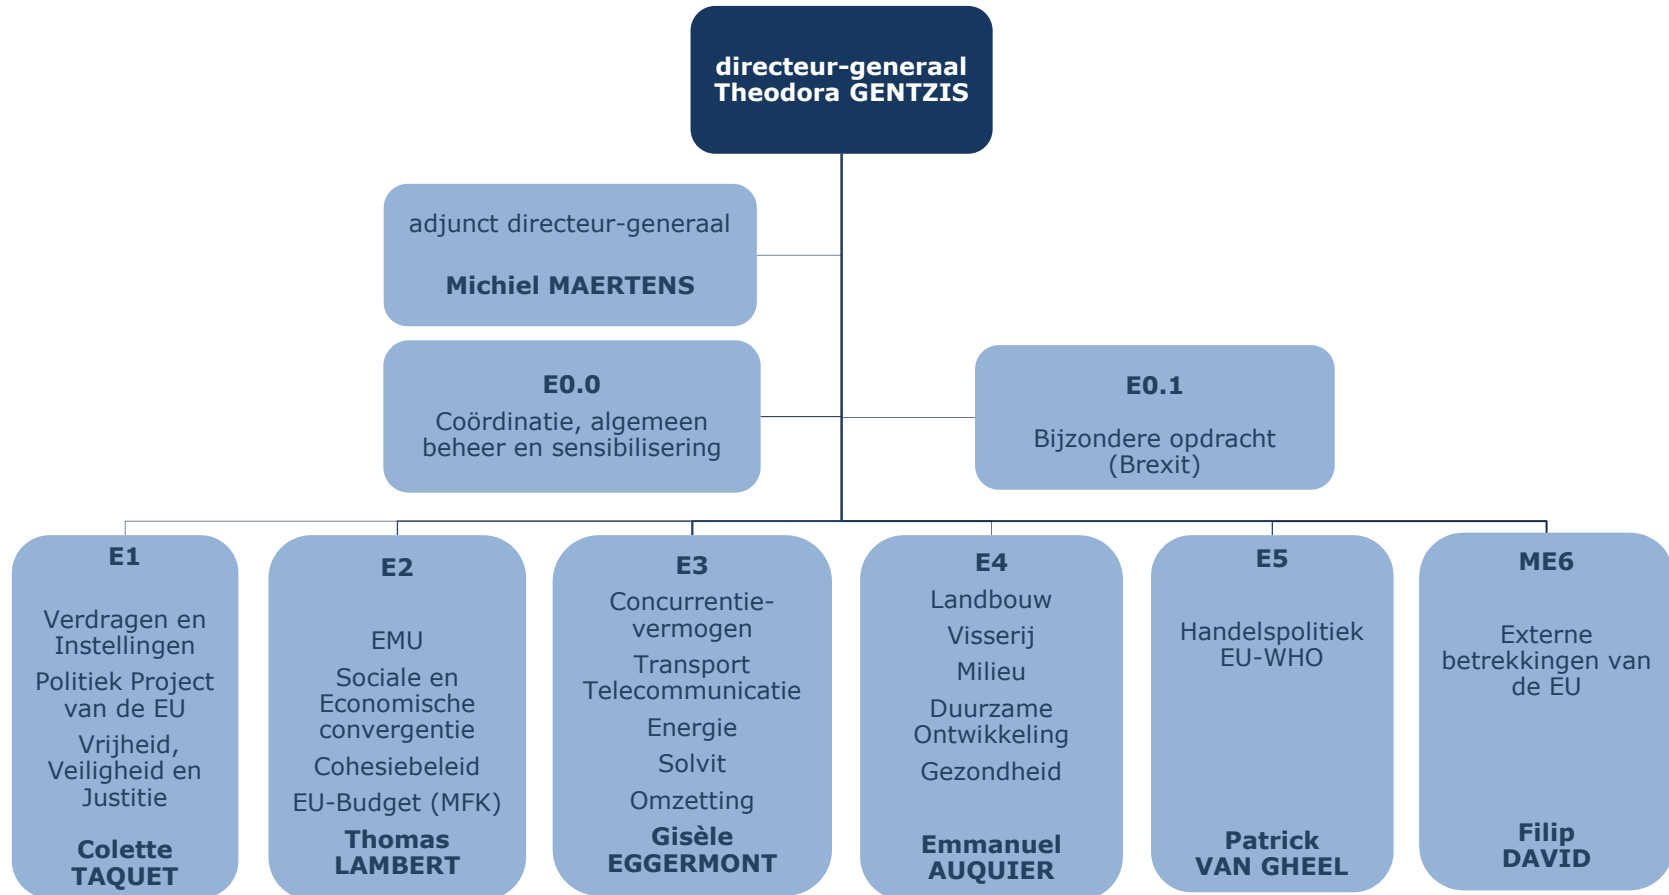 directeur-generaal
Theodora GENTZIS
adjunct directeur-generaal
Michiel MAERTENS
E0.0
Coördinatie, algemeen
beheer en sensibilisering
E0.1
Bijzondere opdracht
(Brexit)
E1
Verdragen en
Instellingen
Politiek Project
van de EU
Vrijheid,
Veiligheid en
Justitie
Colette
TAQUET
E2
EMU
Sociale en
Economische
convergentie
Cohesiebeleid
EU-Budget (MFK)
Thomas
LAMBERT
E3
Concurrentie-
vermogen
Transport
Telecommunicatie
Energie
Solvit
Omzetting
Gisèle
EGGERMONT
E4
Landbouw
Visserij
Milieu
Duurzame
Ontwikkeling
Gezondheid
Emmanuel
AUQUIER
E5
Handelspolitiek
EU-WHO
Patrick
VAN GHEEL
ME6
Externe
betrekkingen van
de EU
Filip
DAVID